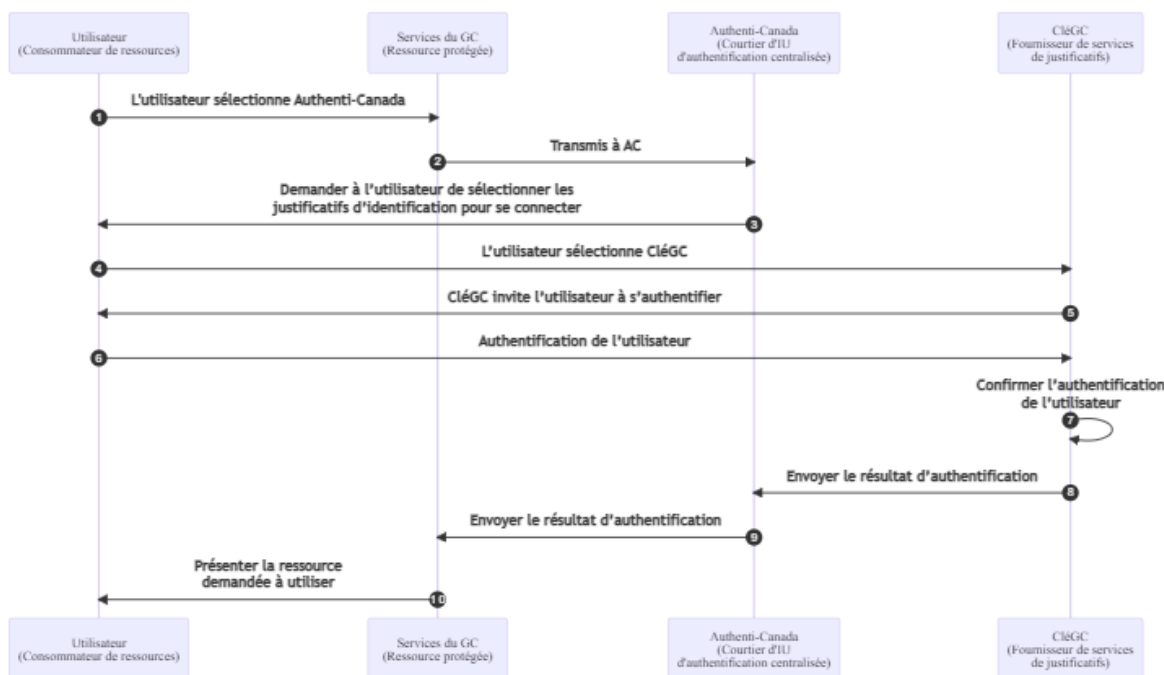 Utilisateur
(Consommateur de ressources)
Services du GC
(Ressource protégée)
Authenti-Canada
(Courtier d'IU
d'authentification centralisée)
CléGC
(Fournisseur de services
de justificatifs)
L'utilisateur sélectionne Authenti-Canada
1
Transmis à AC
2
Demander à l'utilisateur de sélectionner les
justificatifs d'identification pour se connecter
3
L'utilisateur sélectionne CléGC
4
CléGC invite l'utilisateur à s'authentifier
5
Authentification de l'utilisateur
6
Confirmer l'authentification
de l'utilisateur
7
Envoyer le résultat d'authentification
8
Envoyer le résultat d'authentification
9
Présenter la ressource
demandée à utiliser
10
Utilisateur
(Consommateur de ressources)
Services du GC
(Ressource protégée)
Authenti-Canada
(Courtier d'IU
d'authentification centralisée)
CléGC
(Fournisseur de services
de justificatifs)